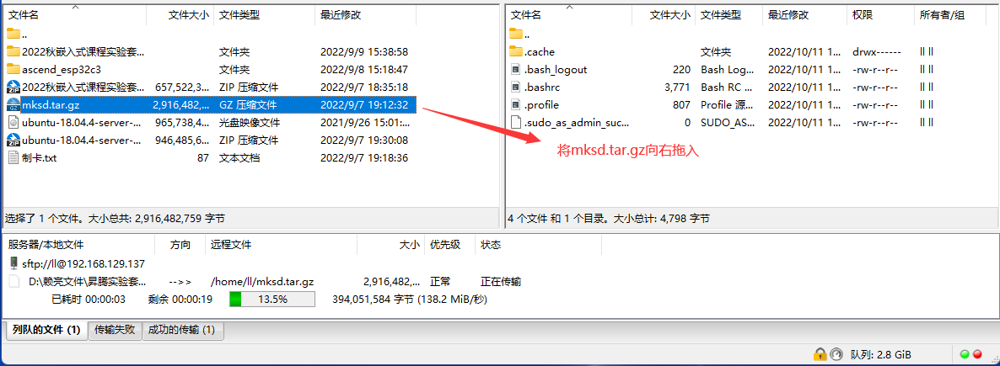 文件名 文件大小 文件类型 最近修改
..
2022秋嵌入式课程实验套... 文件夹 2022/9/9 15:38:58
ascend_esp32c3 文件夹 2022/9/8 15:18:47
2022秋嵌入式课程实验套... 657,522,3... ZIP 压缩文件 2022/9/7 18:35:18
mksd.tar.gz 2,916,482,... GZ 压缩文件 2022/9/7 19:12:32
ubuntu-18.04.4-server-... 965,738,4... 光盘映像文件 2021/9/26 15:01:...
ubuntu-18.04.4-server-... 946,485,6... ZIP 压缩文件 2022/9/7 19:30:08
制卡.txt 87 文本文档 2022/9/7 19:18:36
选择了 1 个文件。大小总共: 2,916,482,759 字节
文件名 文件大小 文件类型 最近修改 权限 所有者/组
..
.cache 文件夹 2022/10/11 1... drwx------ ll ll
.bash_logout 220 Bash Log... 2022/10/11 1... -rw-r--r-- ll ll
.bashrc 3,771 Bash RC ... 2022/10/11 1... -rw-r--r-- ll ll
.profile 807 Profile 源... 2022/10/11 1... -rw-r--r-- ll ll
.sudo_as_admin_suc... 0 SUDO_AS... 2022/10/11 1... -rw-r--r-- ll ll
将mksd.tar.gz向右拖入
4 个文件 和 1 个目录。大小总计: 4,798 字节
服务器/本地文件 方向 远程文件 大小 优先级 状态
sftp://ll@192.168.129.137
D:\赖亮文件\昇腾实验套... -->> /home/ll/mksd.tar.gz 2,916,482,... 正常 正在传输
已耗时 00:00:03 剩余 00:00:19 13.5% 394,051,584 字节 (138.2 MiB/秒)
列队的文件 (1) 传输失败 成功的传输 (1)
队列: 2.8 GiB